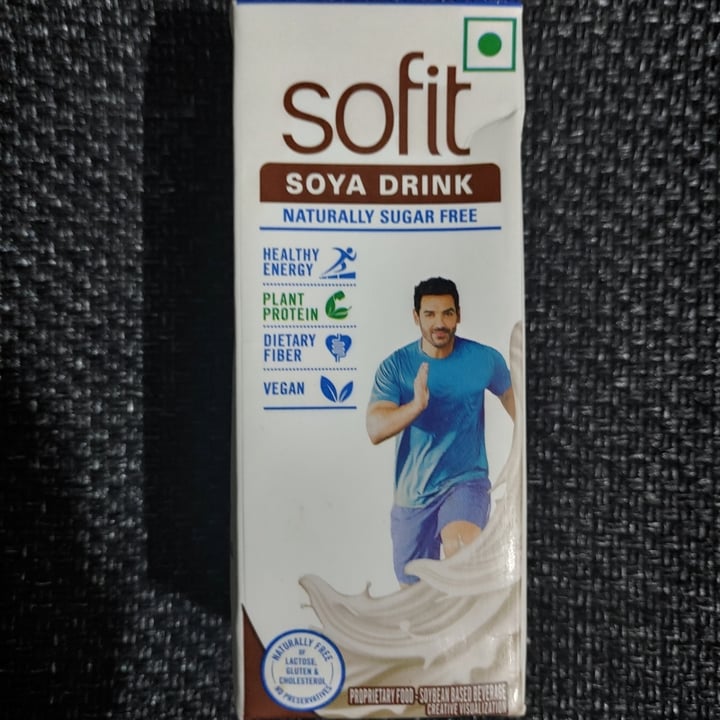 sofit
SOYA DRINK
NATURALLY SUGAR FREE
HEALTHY
ENERGY
PLANT
PROTEIN
DIETARY
FIBER
VEGAN
NATURALLY FREE
OF
LACTOSE,
GLUTEN &
CHOLESTEROL
NO PRESERVATIVES
PROPRIETARY FOOD - SOYBEAN BASED BEVERAGE
CREATIVE VISUALIZATION